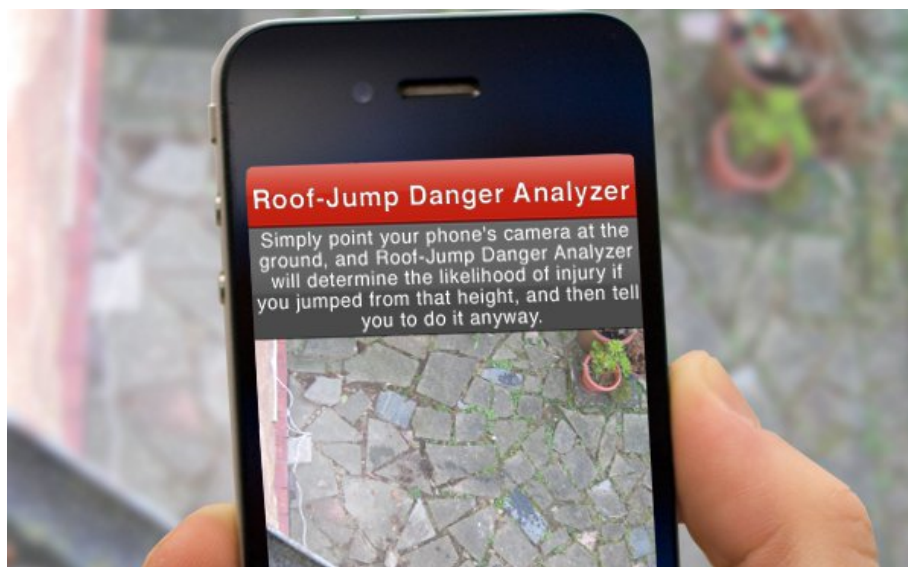 Roof-Jump Danger Analyzer
Simply point your phone's camera at the
ground, and Roof-Jump Danger Analyzer
will determine the likelihood of injury if
you jumped from that height, and then tell
you to do it anyway.